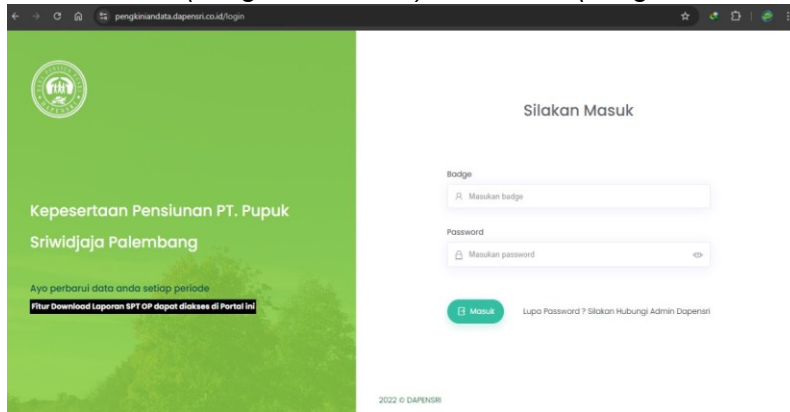 pengkiniandata.dapensri.co.id/login
DAPENSRI
Kepesertaan Pensiunan PT. Pupuk
Sriwidjaja Palembang
Ayo perbarui data anda setiap periode
Fitur Download Laporan SPT OP dapat diakses di Portal ini
Silakan Masuk
Badge
Masukan badge
Password
Masukan password
Masuk
Lupa Password ? Silakan Hubungi Admin Dapensri
2022 © DAPENSRI